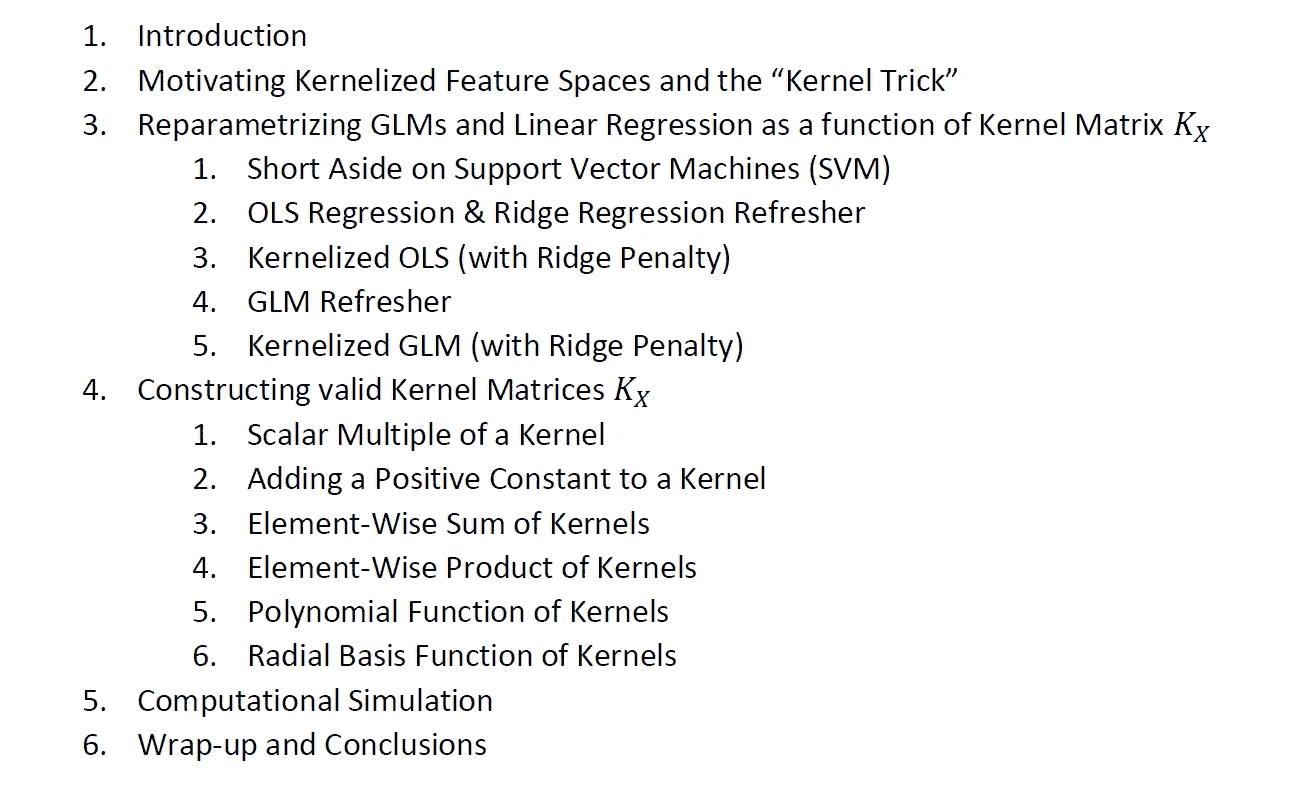 1. Introduction
2. Motivating Kernelized Feature Spaces and the “Kernel Trick”
3. Reparametrizing GLMs and Linear Regression as a function of Kernel Matrix K_X
1. Short Aside on Support Vector Machines (SVM)
2. OLS Regression & Ridge Regression Refresher
3. Kernelized OLS (with Ridge Penalty)
4. GLM Refresher
5. Kernelized GLM (with Ridge Penalty)
4. Constructing valid Kernel Matrices K_X
1. Scalar Multiple of a Kernel
2. Adding a Positive Constant to a Kernel
3. Element-Wise Sum of Kernels
4. Element-Wise Product of Kernels
5. Polynomial Function of Kernels
6. Radial Basis Function of Kernels
5. Computational Simulation
6. Wrap-up and Conclusions